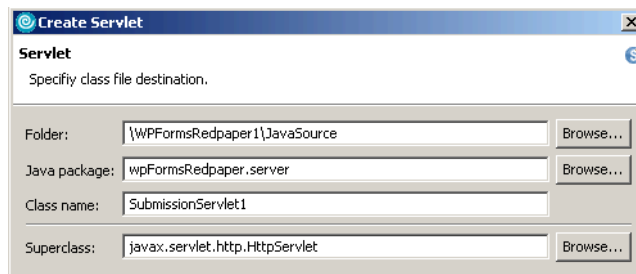 Create Servlet
Servlet
Specifiy class file destination.
Folder: \WPFormsRedpaper1\JavaSource Browse...
Java package: wpFormsRedpaper.server Browse...
Class name: SubmissionServlet1
Superclass: javax.servlet.http.HttpServlet Browse...